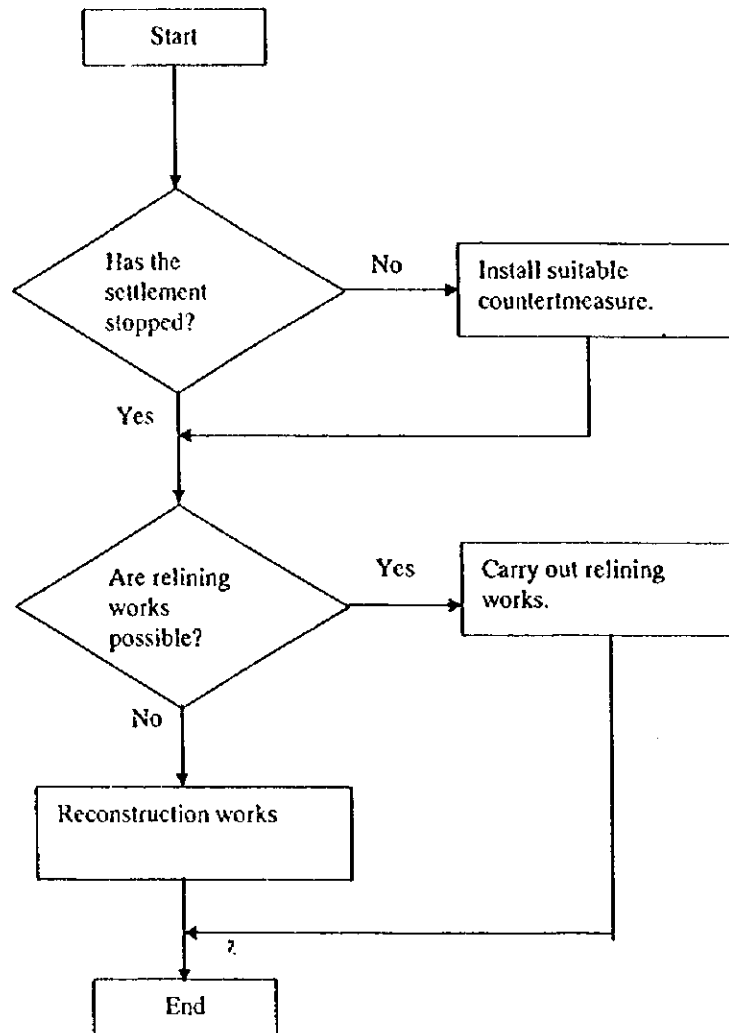 Start
Has the
settlement
stopped?
No
Install suitable
countertmeasure.
Yes
Are relining
works
possible?
Yes
Carry out relining
works.
No
Reconstruction works
End